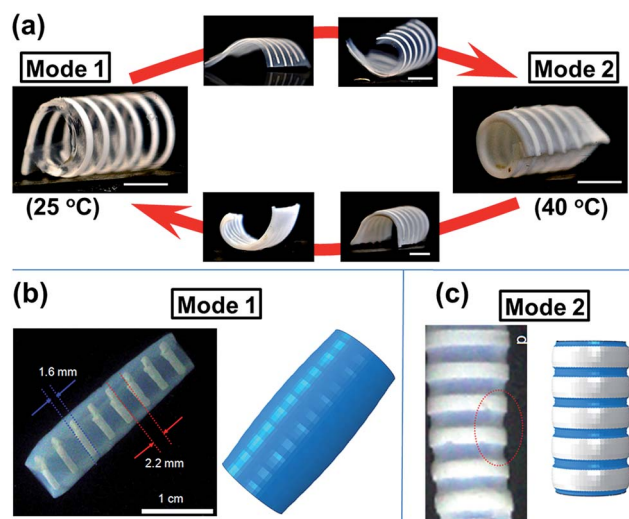 (a)
Mode 1
Mode 2
(25 °C)
(40 °C)
(b)
Mode 1
1.6 mm
2.2 mm
1 cm
(c)
Mode 2